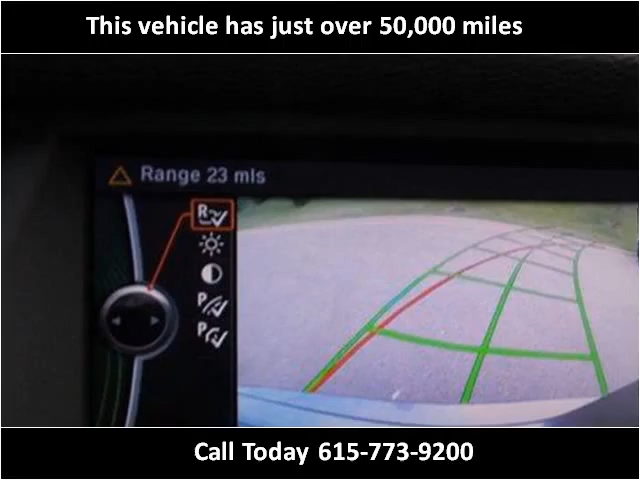 This vehicle has just over 50,000 miles
Range 23 mls
R
P
P
Call Today 615-773-9200